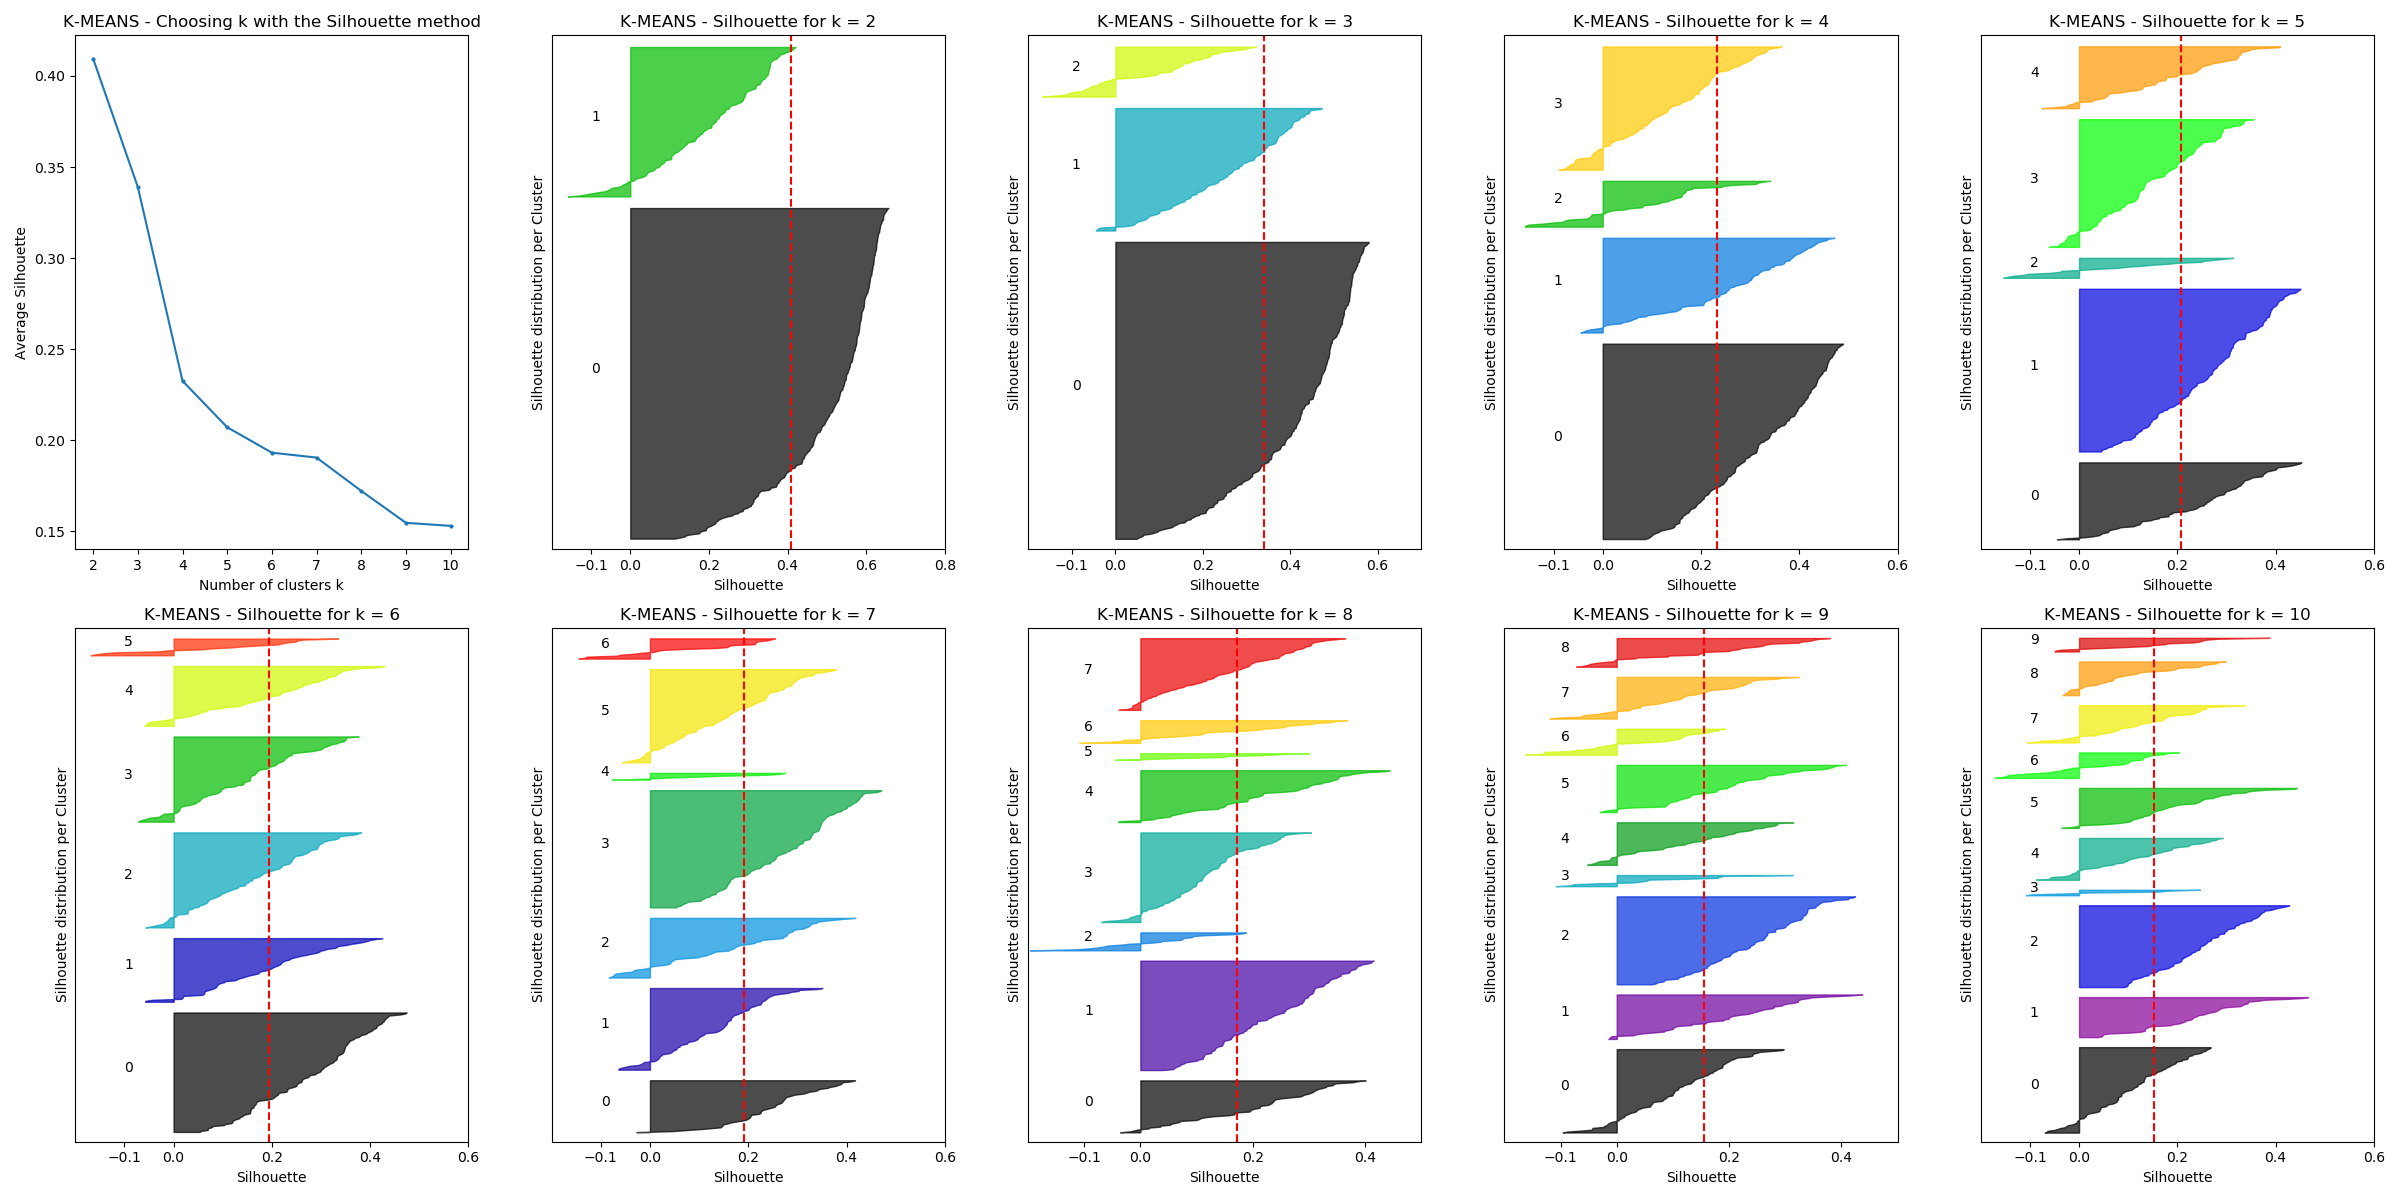 K-MEANS - Choosing k with the Silhouette method
Average Silhouette
0.40
0.35
0.30
0.25
0.20
0.15
2 3 4 5 6 7 8 9 10
Number of clusters k
K-MEANS - Silhouette for k = 2
Silhouette distribution per Cluster
1
0
−0.1 0.0 0.2 0.4 0.6 0.8
Silhouette
K-MEANS - Silhouette for k = 3
Silhouette distribution per Cluster
2
1
0
−0.1 0.0 0.2 0.4 0.6
Silhouette
K-MEANS - Silhouette for k = 4
Silhouette distribution per Cluster
3
2
1
0
−0.1 0.0 0.2 0.4 0.6
Silhouette
K-MEANS - Silhouette for k = 5
Silhouette distribution per Cluster
4
3
2
1
0
−0.1 0.0 0.2 0.4 0.6
Silhouette
K-MEANS - Silhouette for k = 6
Silhouette distribution per Cluster
5
4
3
2
1
0
−0.1 0.0 0.2 0.4 0.6
Silhouette
K-MEANS - Silhouette for k = 7
Silhouette distribution per Cluster
6
5
4
3
2
1
0
−0.1 0.0 0.2 0.4 0.6
Silhouette
K-MEANS - Silhouette for k = 8
Silhouette distribution per Cluster
7
6
5
4
3
2
1
0
−0.1 0.0 0.2 0.4
Silhouette
K-MEANS - Silhouette for k = 9
Silhouette distribution per Cluster
8
7
6
5
4
3
2
1
0
−0.1 0.0 0.2 0.4
Silhouette
K-MEANS - Silhouette for k = 10
Silhouette distribution per Cluster
9
8
7
6
5
4
3
2
1
0
−0.1 0.0 0.2 0.4 0.6
Silhouette